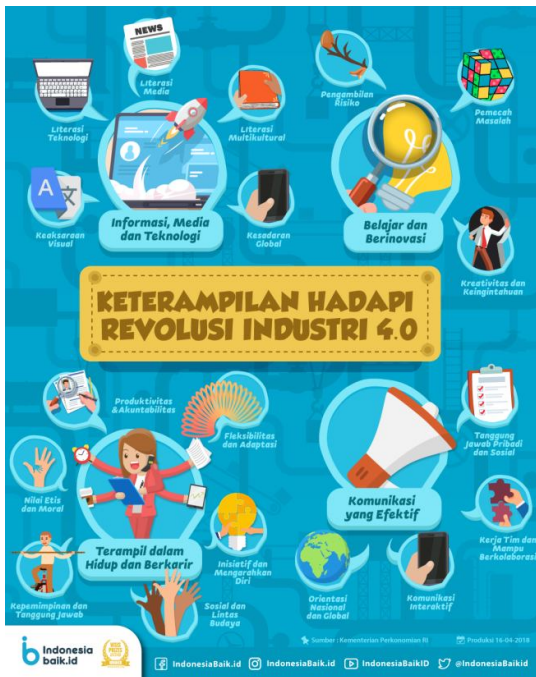 NEWS
Literasi
Media
Literasi
Teknologi
Literasi
Multikultural
Keaksaraan
Visual
Kesadaran
Global
Informasi, Media
dan Teknologi
Pengambilan
Risiko
Pemecah
Masalah
Kreativitas dan
Keingintahuan
Belajar dan
Berinovasi
KETERAMPILAN HADAPI
REVOLUSI INDUSTRI 4.0
Produktivitas
& Akuntabilitas
Fleksibilitas
dan Adaptasi
Nilai Etis
dan Moral
Inisiatif dan
Mengarahkan
Diri
Kepemimpinan dan
Tanggung Jawab
Sosial dan
Lintas
Budaya
Terampil dalam
Hidup dan Berkarir
Tanggung
Jawab Pribadi
dan Sosial
Kerja Tim dan
Mampu
Berkolaborasi
Komunikasi
Interaktif
Orientasi
Nasional
dan Global
Komunikasi
yang Efektif
Sumber : Kementerian Perkonomian RI
Produksi 16-04-2018
Indonesia
baik.id
IndonesiaBaik.id
IndonesiaBaik.id
IndonesiaBaikID
@IndonesiaBaikid